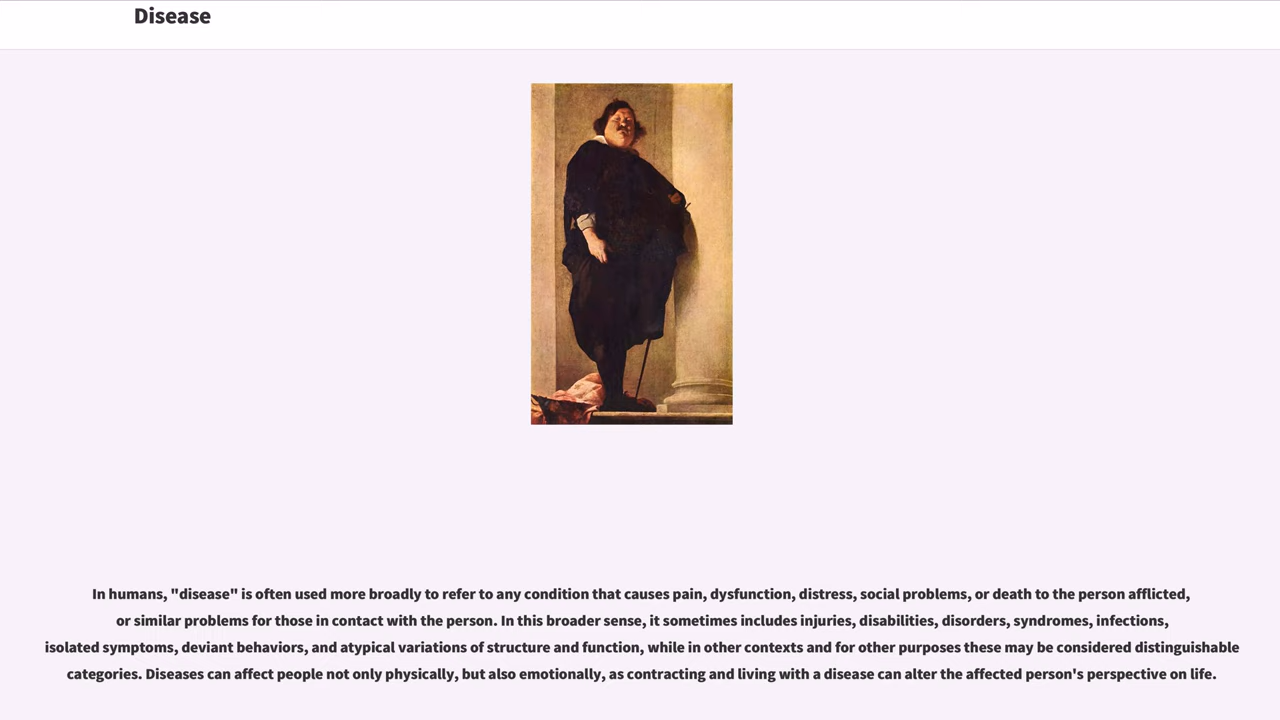 Disease
In humans, "disease" is often used more broadly to refer to any condition that causes pain, dysfunction, distress, social problems, or death to the person afflicted,
or similar problems for those in contact with the person. In this broader sense, it sometimes includes injuries, disabilities, disorders, syndromes, infections,
isolated symptoms, deviant behaviors, and atypical variations of structure and function, while in other contexts and for other purposes these may be considered distinguishable
categories. Diseases can affect people not only physically, but also emotionally, as contracting and living with a disease can alter the affected person's perspective on life.